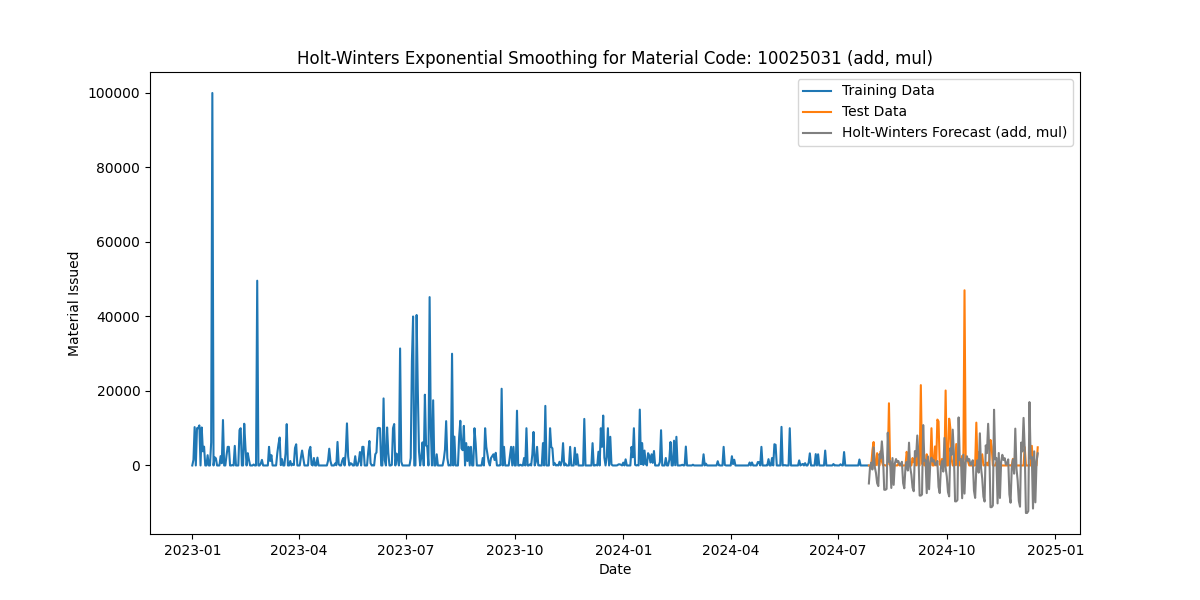 Holt-Winters Exponential Smoothing for Material Code: 10025031 (add, mul)
Training Data
Test Data
Holt-Winters Forecast (add, mul)
Material Issued
100000
80000
60000
40000
20000
0
2023-01
2023-04
2023-07
2023-10
2024-01
2024-04
2024-07
2024-10
2025-01
Date